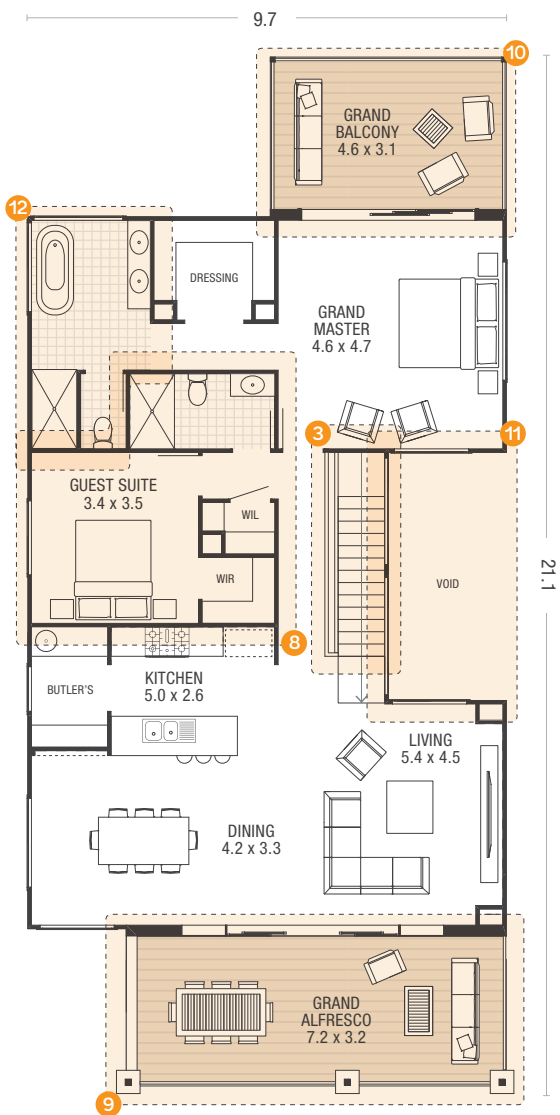 9.7
10
GRAND
BALCONY
4.6 x 3.1
12
DRESSING
GRAND
MASTER
4.6 x 4.7
3
11
GUEST SUITE
3.4 x 3.5
WIL
WIR
VOID
21.1
8
KITCHEN
5.0 x 2.6
BUTLER'S
LIVING
5.4 x 4.5
DINING
4.2 x 3.3
GRAND
ALFRESCO
7.2 x 3.2
9